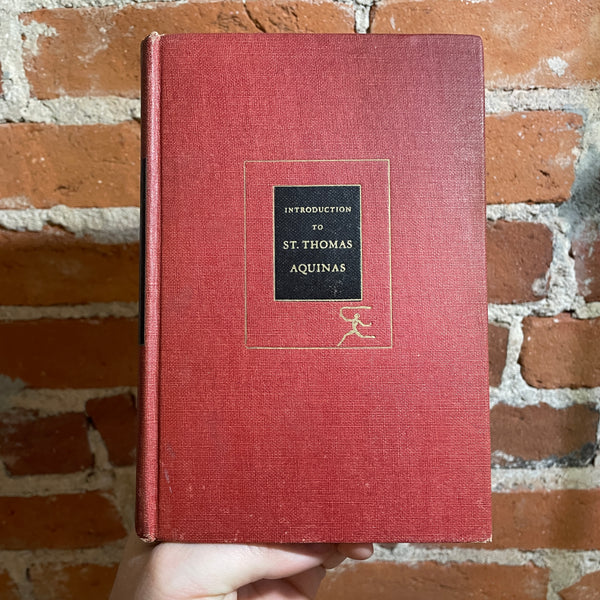 INTRODUCTION
TO
ST. THOMAS
AQUINAS